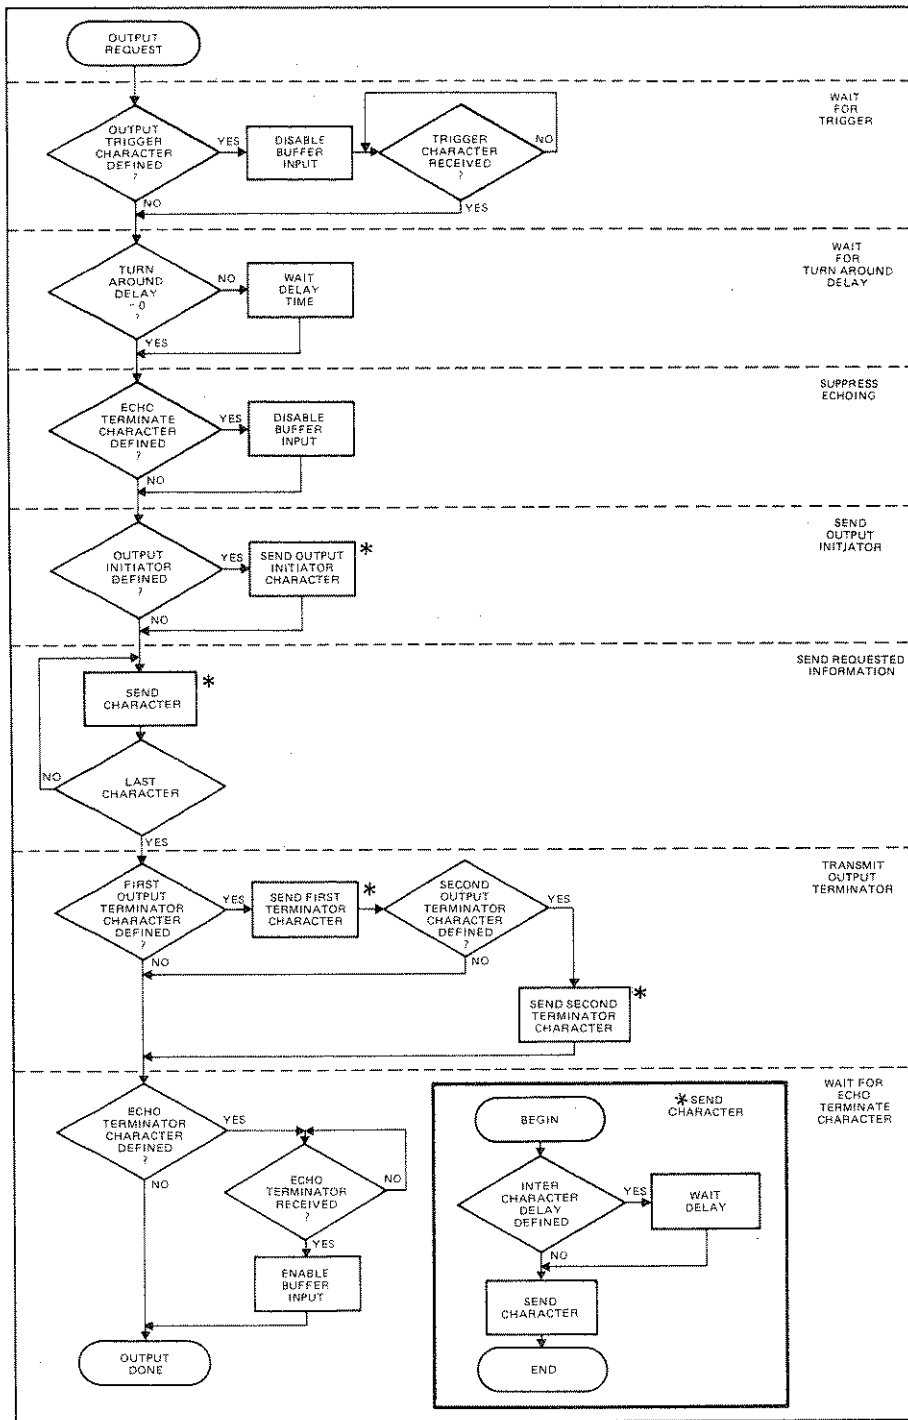 OUTPUT
REQUEST
WAIT
FOR
TRIGGER
OUTPUT
TRIGGER
CHARACTER
DEFINED
?
YES
DISABLE
BUFFER
INPUT
TRIGGER
CHARACTER
RECEIVED
?
NO
NO
YES
WAIT
FOR
TURN AROUND
DELAY
TURN
AROUND
DELAY
=0
?
NO
WAIT
DELAY
TIME
YES
SUPPRESS
ECHOING
ECHO
TERMINATE
CHARACTER
DEFINED
?
YES
DISABLE
BUFFER
INPUT
NO
SEND
OUTPUT
INITIATOR
OUTPUT
INITIATOR
DEFINED
?
YES
SEND OUTPUT
INITIATOR
CHARACTER
*
NO
SEND REQUESTED
INFORMATION
SEND
CHARACTER
*
NO
LAST
CHARACTER
YES
TRANSMIT
OUTPUT
TERMINATOR
FIRST
OUTPUT
TERMINATOR
CHARACTER
DEFINED
?
YES
SEND FIRST
TERMINATOR
CHARACTER
*
SECOND
OUTPUT
TERMINATOR
CHARACTER
DEFINED
?
YES
NO
NO
SEND SECOND
TERMINATOR
CHARACTER
*
WAIT FOR
ECHO
TERMINATE
CHARACTER
ECHO
TERMINATOR
CHARACTER
DEFINED
?
YES
NO
ECHO
TERMINATOR
RECEIVED
?
NO
YES
ENABLE
BUFFER
INPUT
OUTPUT
DONE
* SEND
CHARACTER
BEGIN
INTER
CHARACTER
DELAY
DEFINED
YES
WAIT
DELAY
NO
SEND
CHARACTER
END